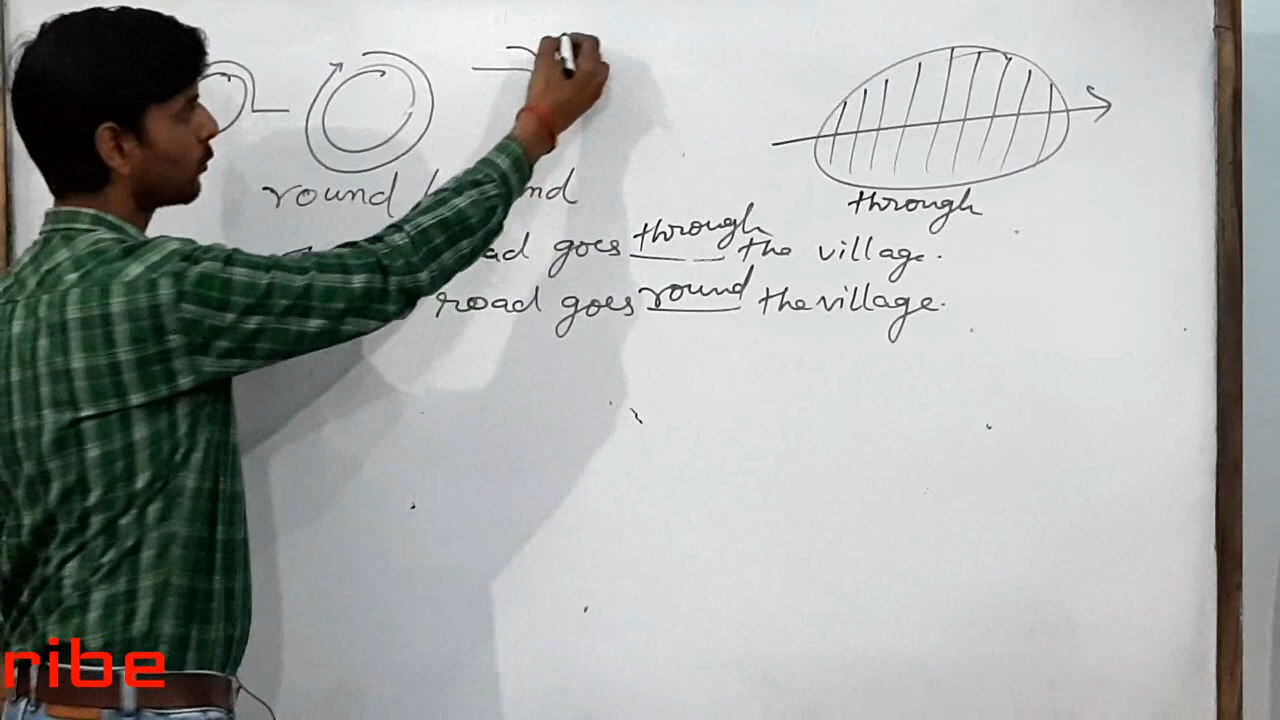 round
through
goes through the village.
road goes round the village.
ribe